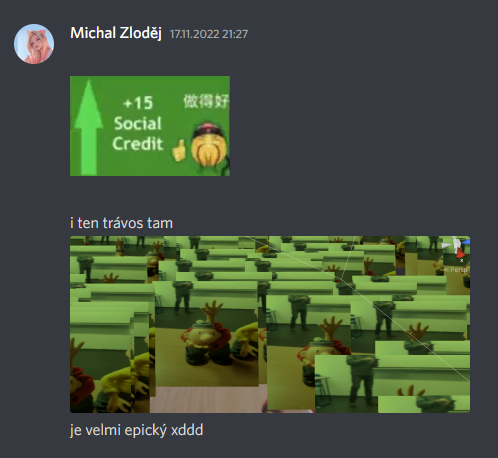 Michal Zloděj 17.11.2022 21:27
+15 做得好
Social
Credit
i ten trávos tam
Persp
je velmi epický xddd